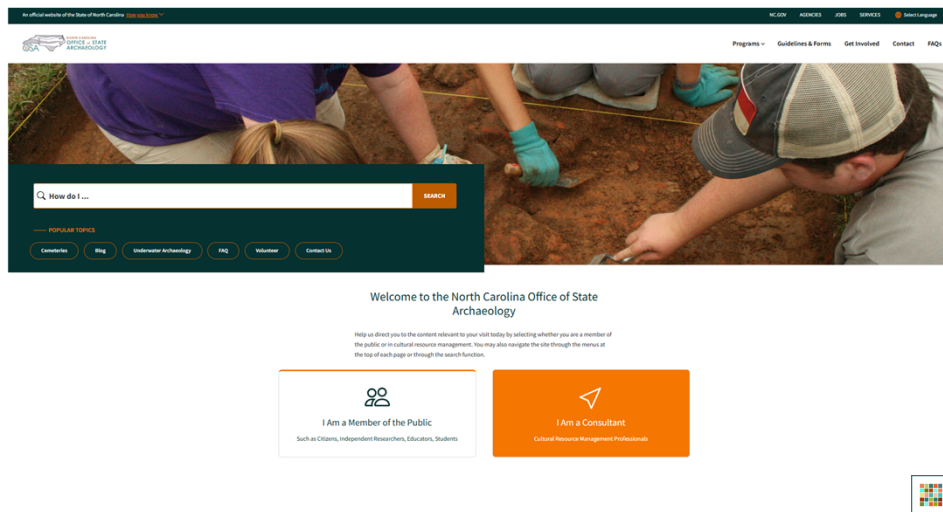 An official website of the State of North Carolina How you know
NC.GOV AGENCIES JOBS SERVICES Select Language
OSA NORTH CAROLINA
OFFICE of STATE
ARCHAEOLOGY
Programs Guidelines & Forms Get Involved Contact FAQs
How do I ...
SEARCH
POPULAR TOPICS
Cemeteries Blog Underwater Archaeology FAQ Volunteer Contact Us
Welcome to the North Carolina Office of State
Archaeology
Help us direct you to the content relevant to your visit today by selecting whether you are a member of
the public or in cultural resource management. You may also navigate the site through the menus at
the top of each page or through the search function.
I Am a Member of the Public
Such as Citizens, Independent Researchers, Educators, Students
I Am a Consultant
Cultural Resource Management Professionals